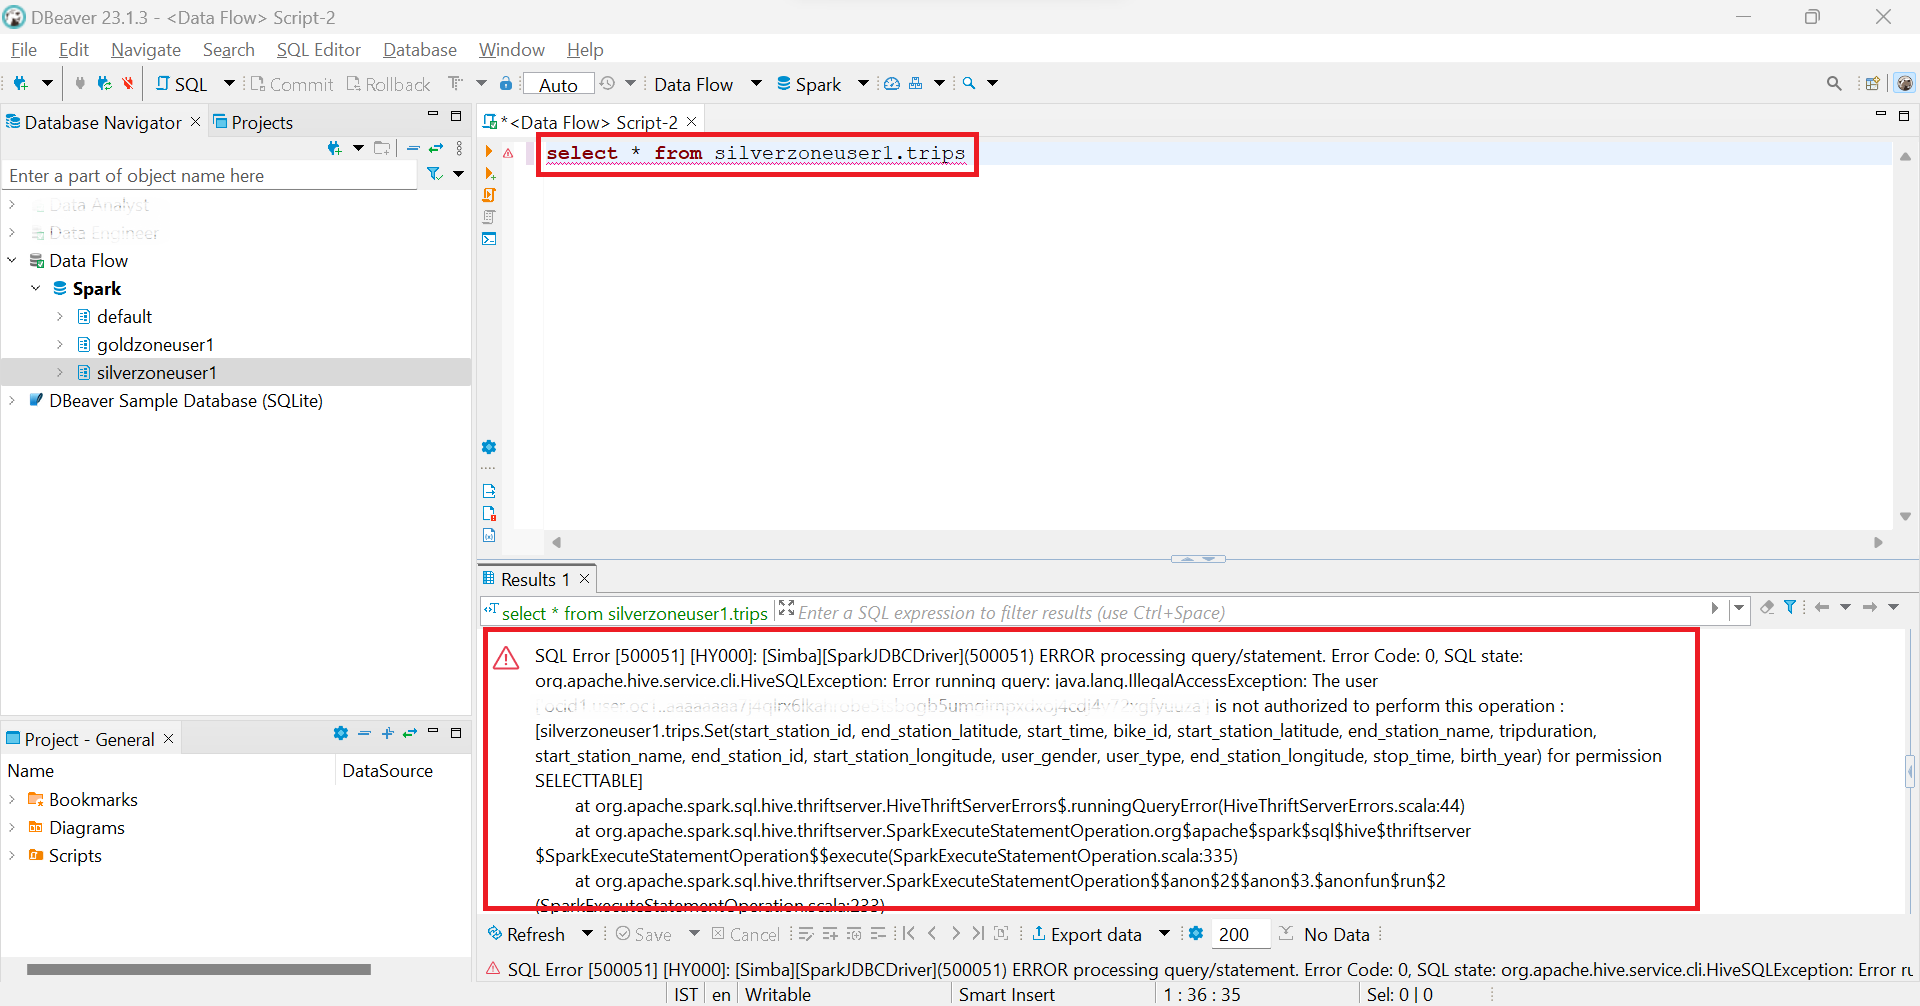 DBeaver 23.1.3 - <Data Flow> Script-2
File Edit Navigate Search SQL Editor Database Window Help
SQL Commit Rollback Auto Data Flow Spark
Database Navigator Projects
*<Data Flow> Script-2
select * from silverzoneuser1.trips
Enter a part of object name here
Data Analyst
Data Engineer
Data Flow
Spark
default
goldzoneuser1
silverzoneuser1
DBeaver Sample Database (SQLite)
Results 1
select * from silverzoneuser1.trips Enter a SQL expression to filter results (use Ctrl+Space)
SQL Error [500051] [HY000]: [Simba][SparkJDBCDriver](500051) ERROR processing query/statement. Error Code: 0, SQL state:
org.apache.hive.service.cli.HiveSQLException: Error running query: java.lang.IllegalAccessException: The user
is not authorized to perform this operation :
[silverzoneuser1.trips.Set(start_station_id, end_station_latitude, start_time, bike_id, start_station_latitude, end_station_name, tripduration,
start_station_name, end_station_id, start_station_longitude, user_gender, user_type, end_station_longitude, stop_time, birth_year) for permission
SELECTTABLE]
at org.apache.spark.sql.hive.thriftserver.HiveThriftServerErrors$.runningQueryError(HiveThriftServerErrors.scala:44)
at org.apache.spark.sql.hive.thriftserver.SparkExecuteStatementOperation.org$apache$spark$sql$hive$thriftserver
$SparkExecuteStatementOperation$$execute(SparkExecuteStatementOperation.scala:335)
at org.apache.spark.sql.hive.thriftserver.SparkExecuteStatementOperation$$anon$2$$anon$3.$anonfun$run$2
(SparkExecuteStatementOperation.scala:233)
Project - General
Name DataSource
Bookmarks
Diagrams
Scripts
Refresh Save Cancel Export data 200 No Data
SQL Error [500051] [HY000]: [Simba][SparkJDBCDriver](500051) ERROR processing query/statement. Error Code: 0, SQL state: org.apache.hive.service.cli.HiveSQLException: Error ru
IST en Writable Smart Insert 1 : 36 : 35 Sel: 0 | 0